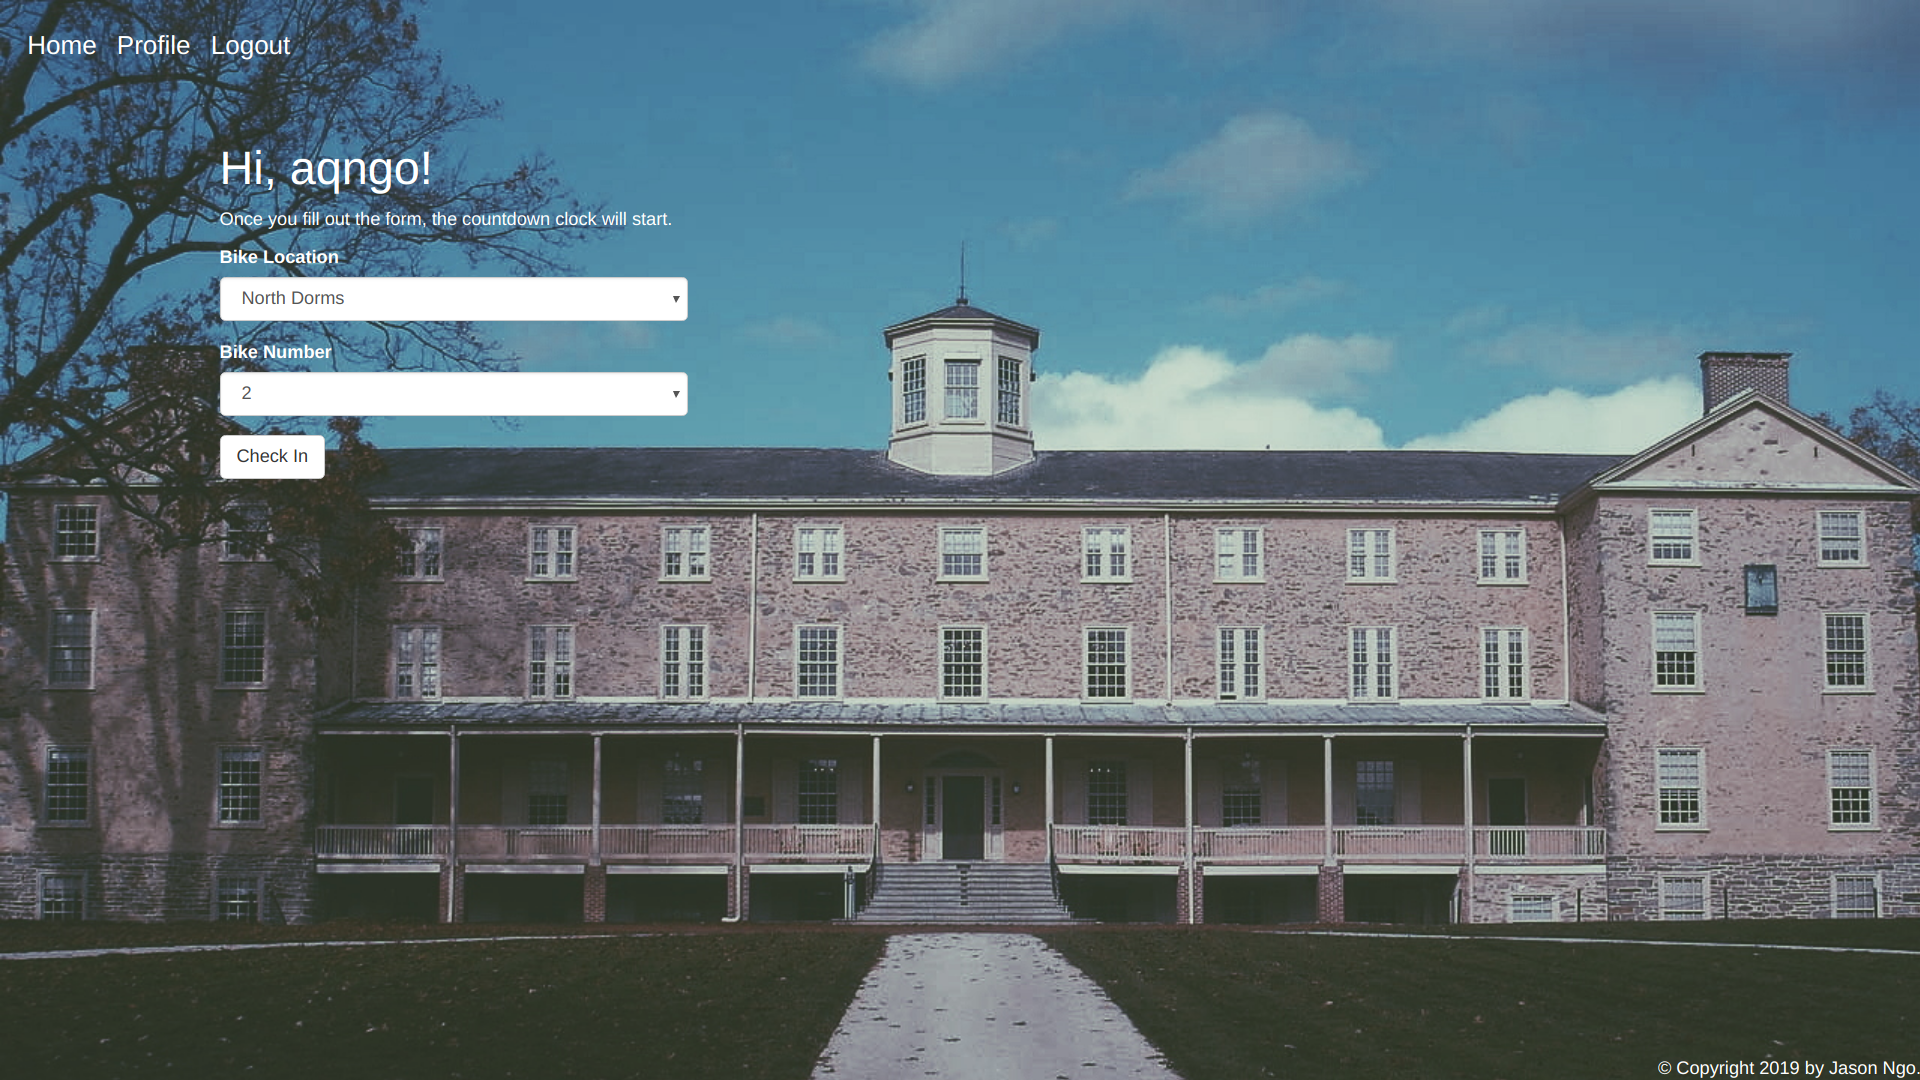 Home Profile Logout
Hi, aqngo!
Once you fill out the form, the countdown clock will start.
Bike Location
North Dorms
Bike Number
2
Check In
© Copyright 2019 by Jason Ngo.